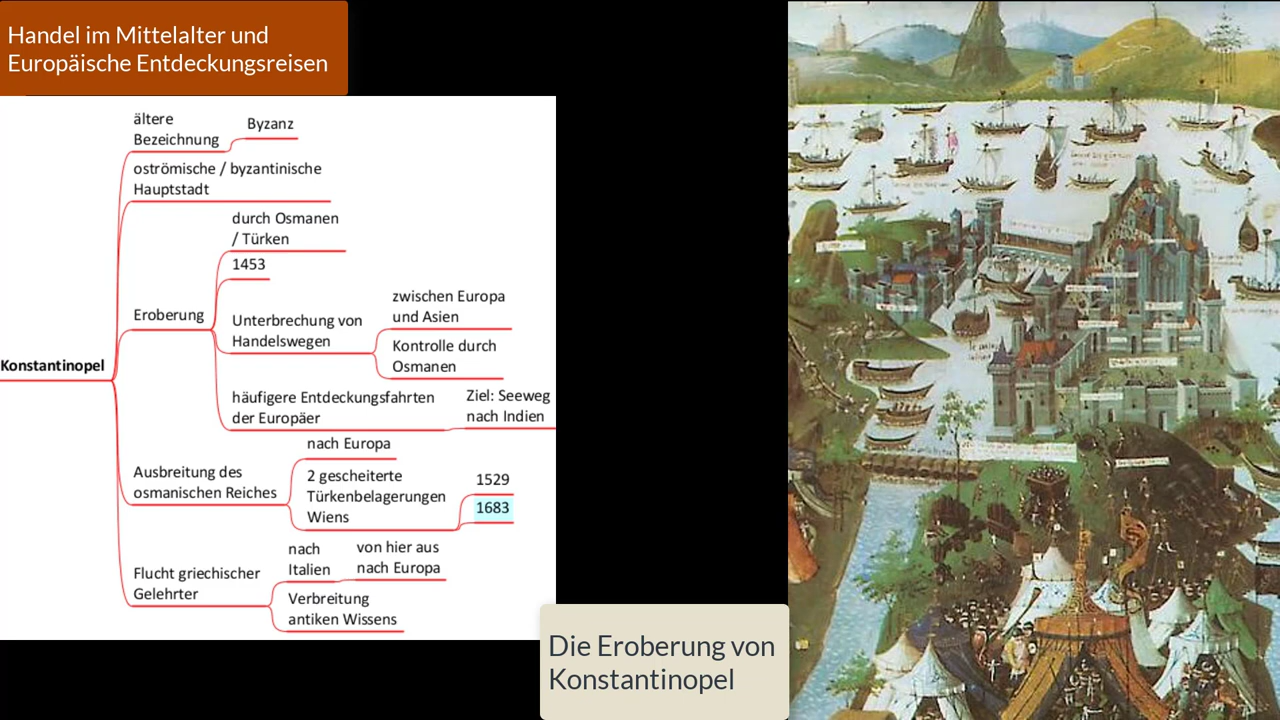 Handel im Mittelalter und
Europäische Entdeckungsreisen
Konstantinopel
ältere
Bezeichnung
Byzanz
oströmische / byzantinische
Hauptstadt
Eroberung
durch Osmanen
/ Türken
1453
Unterbrechung von
Handelswegen
zwischen Europa
und Asien
Kontrolle durch
Osmanen
häufigere Entdeckungsfahrten
der Europäer
Ziel: Seeweg
nach Indien
Ausbreitung des
osmanischen Reiches
nach Europa
2 gescheiterte
Türkenbelagerungen
Wiens
1529
1683
Flucht griechischer
Gelehrter
nach
Italien
von hier aus
nach Europa
Verbreitung
antiken Wissens
Die Eroberung von
Konstantinopel